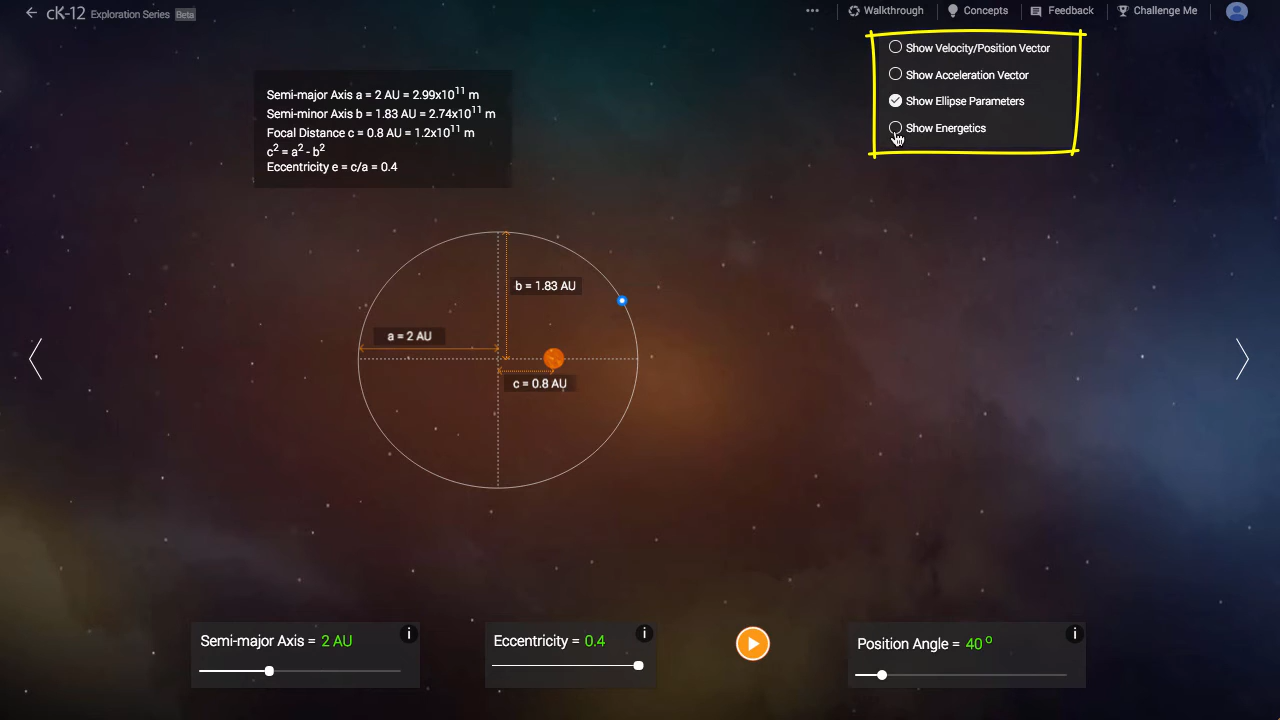 cK-12 Exploration Series Beta
Walkthrough
Concepts
Feedback
Challenge Me
Show Velocity/Position Vector
Show Acceleration Vector
Show Ellipse Parameters
Show Energetics
Semi-major Axis a = 2 AU = 2.99x10¹¹ m
Semi-minor Axis b = 1.83 AU = 2.74x10¹¹ m
Focal Distance c = 0.8 AU = 1.2x10¹¹ m
c² = a² - b²
Eccentricity e = c/a = 0.4
b = 1.83 AU
a = 2 AU
c = 0.8 AU
Semi-major Axis = 2 AU i
Eccentricity = 0.4 i
Position Angle = 40° i